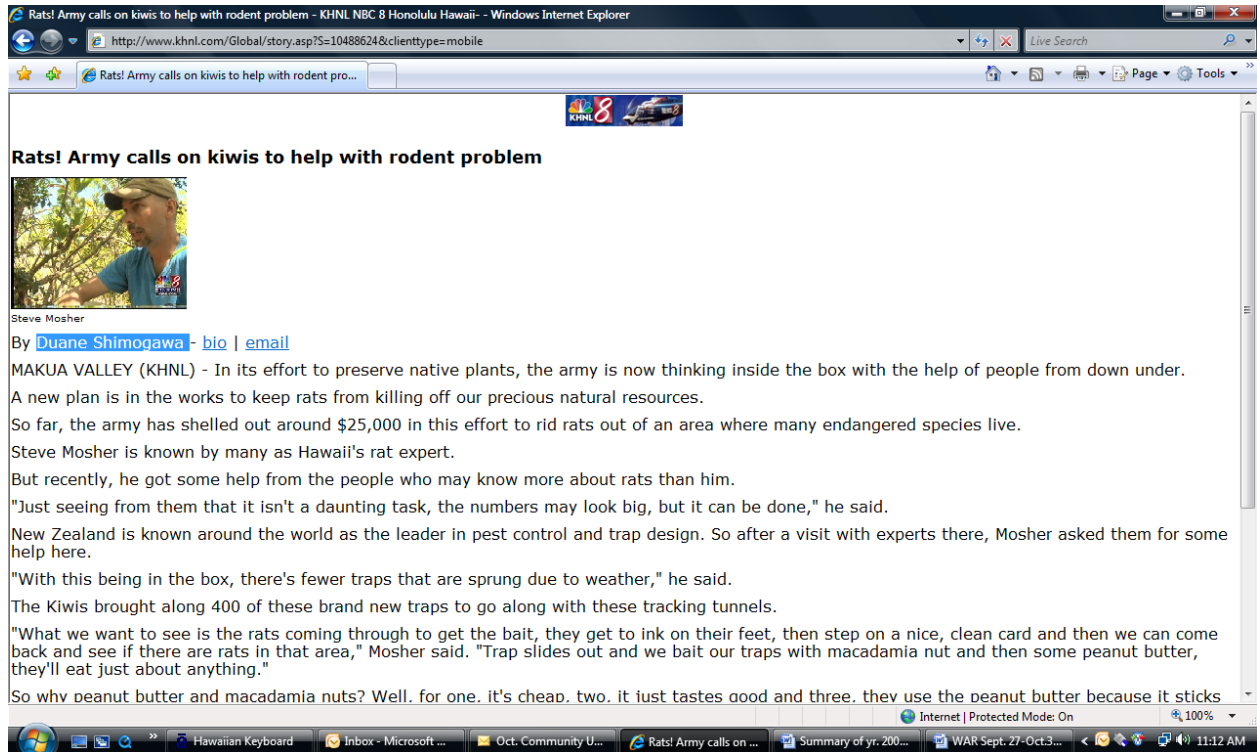 Rats! Army calls on kiwis to help with rodent problem - KHNL NBC 8 Honolulu Hawaii- - Windows Internet Explorer
http://www.khnl.com/Global/story.asp?S=10488624&clienttype=mobile
Live Search
Rats! Army calls on kiwis to help with rodent pro...
Page
Tools
KHNL 8
Rats! Army calls on kiwis to help with rodent problem
Steve Mosher
By Duane Shimogawa - bio | email
MAKUA VALLEY (KHNL) - In its effort to preserve native plants, the army is now thinking inside the box with the help of people from down under.
A new plan is in the works to keep rats from killing off our precious natural resources.
So far, the army has shelled out around $25,000 in this effort to rid rats out of an area where many endangered species live.
Steve Mosher is known by many as Hawaii's rat expert.
But recently, he got some help from the people who may know more about rats than him.
"Just seeing from them that it isn't a daunting task, the numbers may look big, but it can be done," he said.
New Zealand is known around the world as the leader in pest control and trap design. So after a visit with experts there, Mosher asked them for some
help here.
"With this being in the box, there's fewer traps that are sprung due to weather," he said.
The Kiwis brought along 400 of these brand new traps to go along with these tracking tunnels.
"What we want to see is the rats coming through to get the bait, they get to ink on their feet, then step on a nice, clean card and then we can come
back and see if there are rats in that area," Mosher said. "Trap slides out and we bait our traps with macadamia nut and then some peanut butter,
they'll eat just about anything."
So why peanut butter and macadamia nuts? Well, for one, it's cheap, two, it just tastes good and three, they use the peanut butter because it sticks
Internet | Protected Mode: On
100%
Hawaiian Keyboard
Inbox - Microsoft ...
Oct. Community U...
Rats! Army calls on ...
Summary of yr. 200...
WAR Sept. 27-Oct.3...
11:12 AM